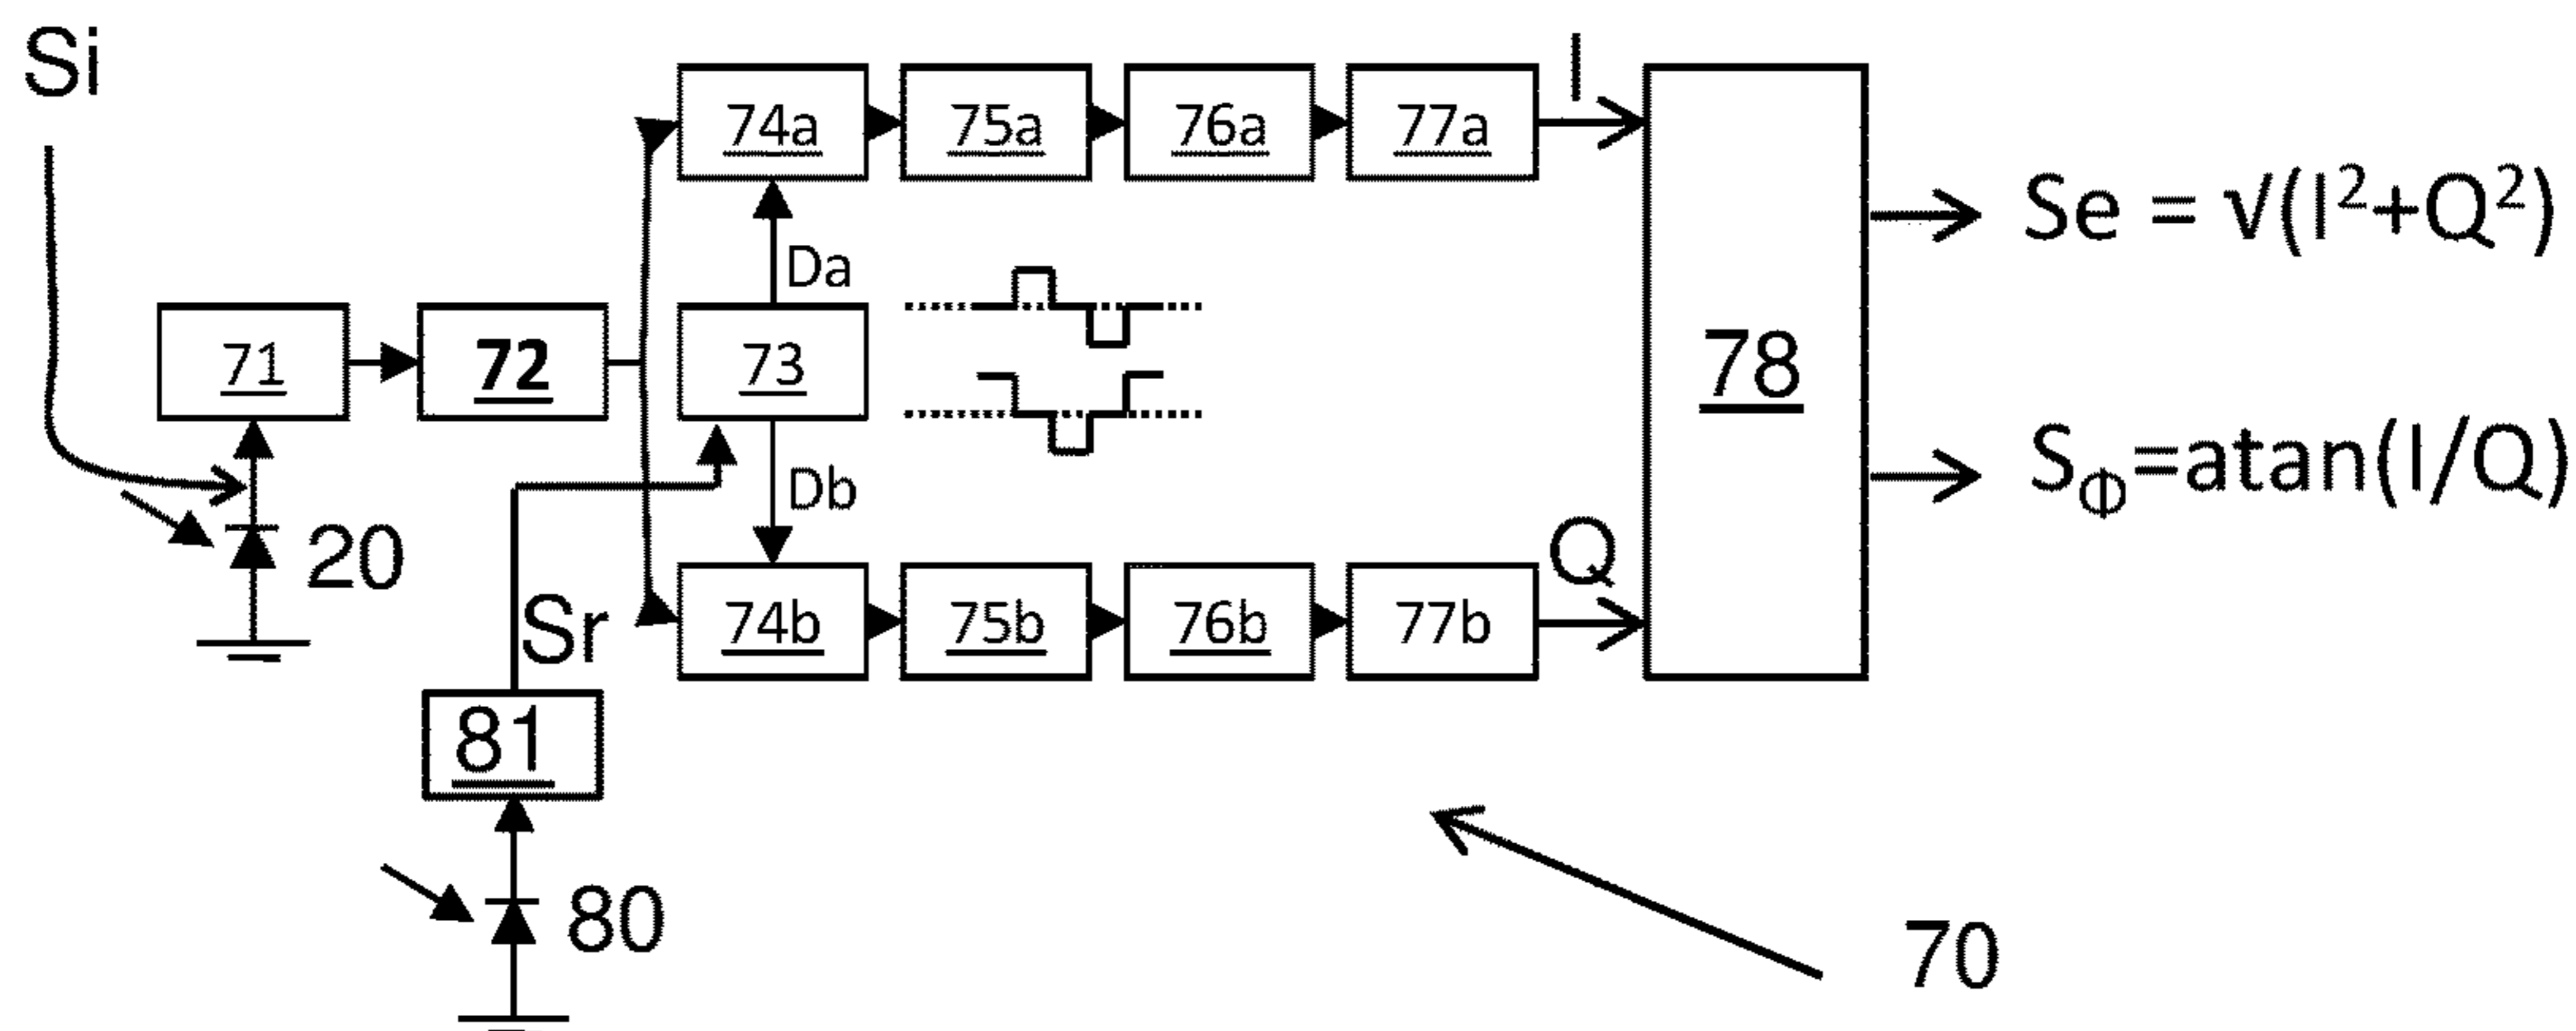 Si
I
74a
75a
76a
77a
Se = √(I²+Q²)
Da
71
72
73
78
S_Φ=atan(I/Q)
Db
20
Q
Sr
74b
75b
76b
77b
81
80
70